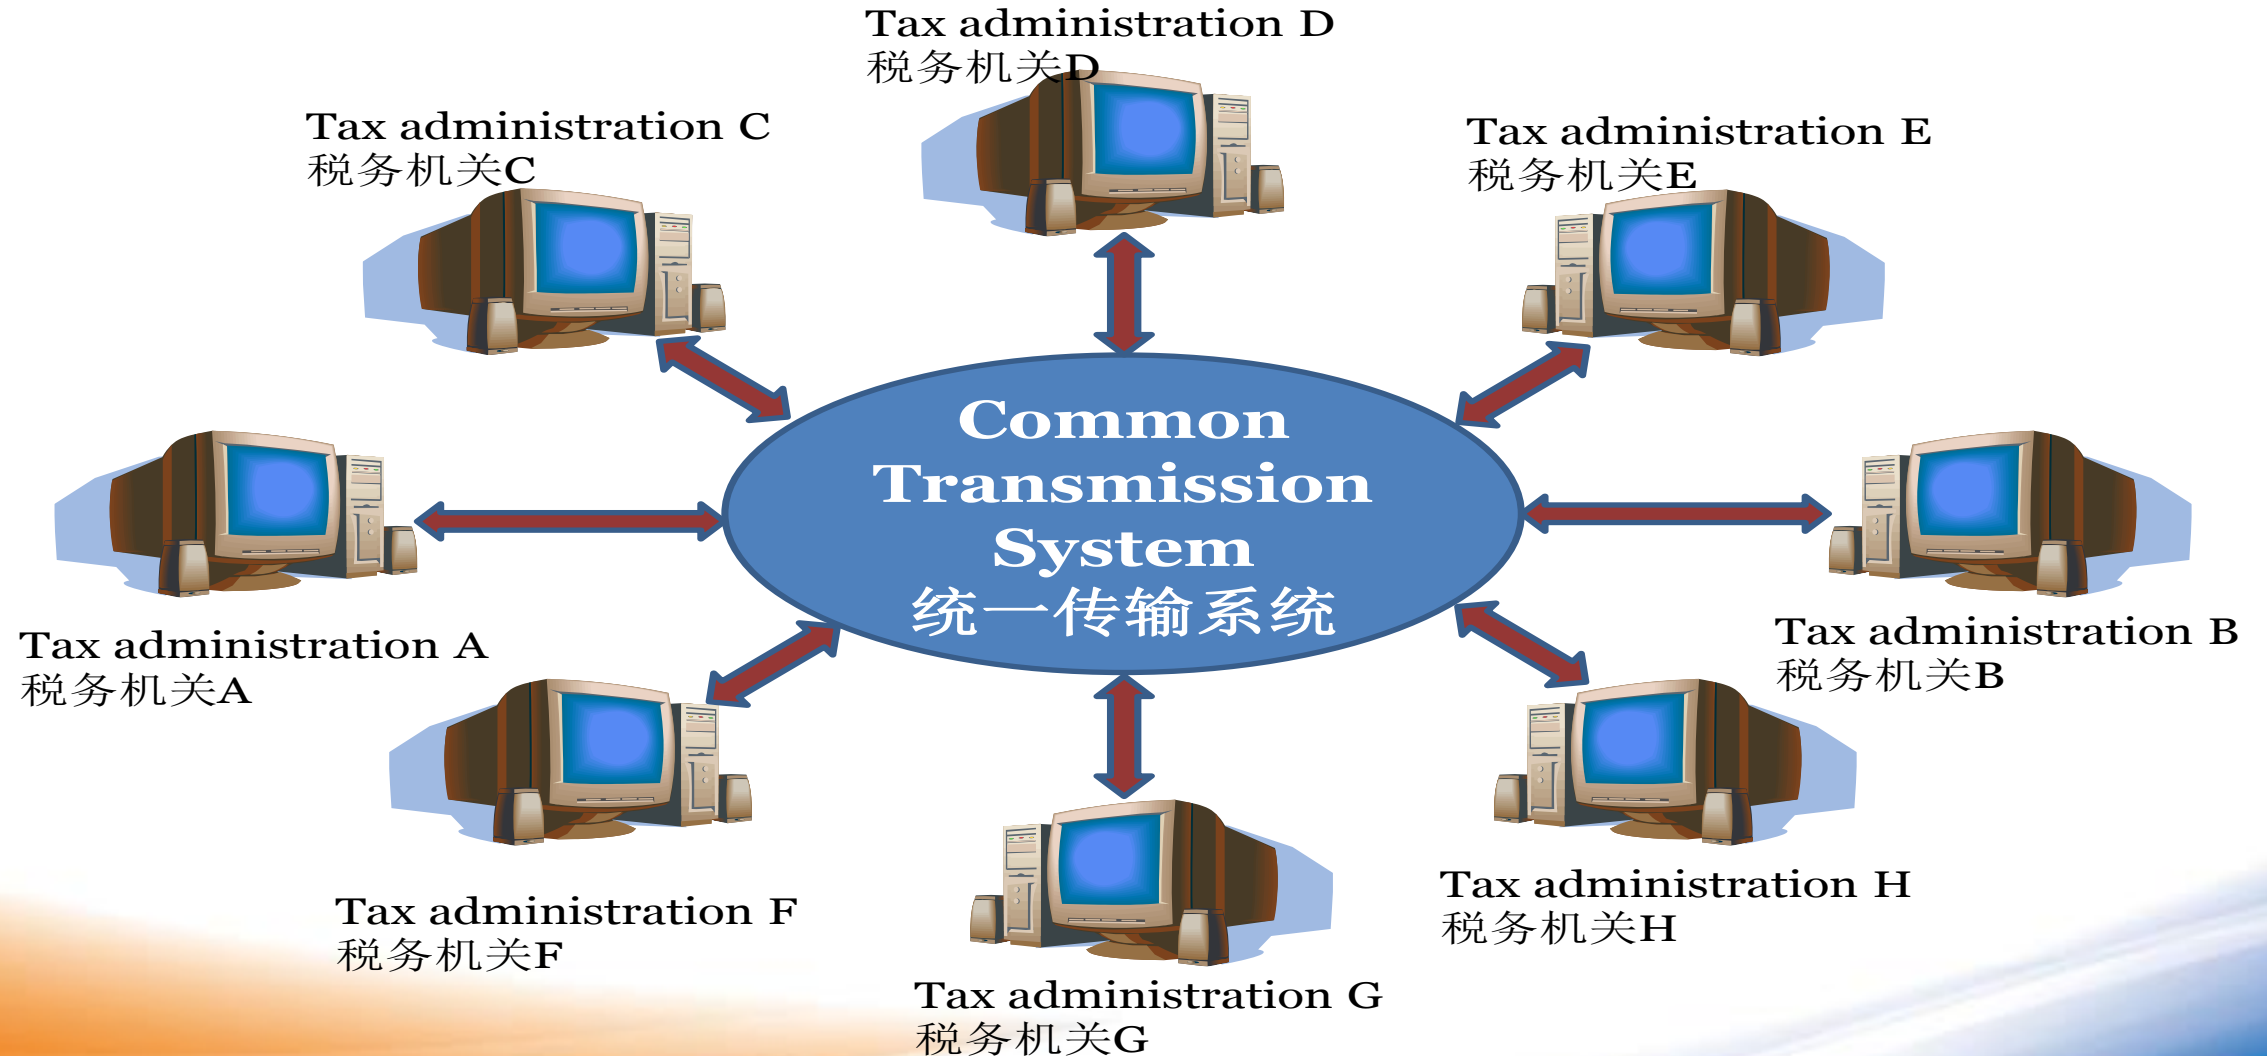 Tax administration D
税务机关D
Tax administration C
税务机关C
Tax administration E
税务机关E
Common
Transmission
System
统一传输系统
Tax administration A
税务机关A
Tax administration B
税务机关B
Tax administration F
税务机关F
Tax administration H
税务机关H
Tax administration G
税务机关G